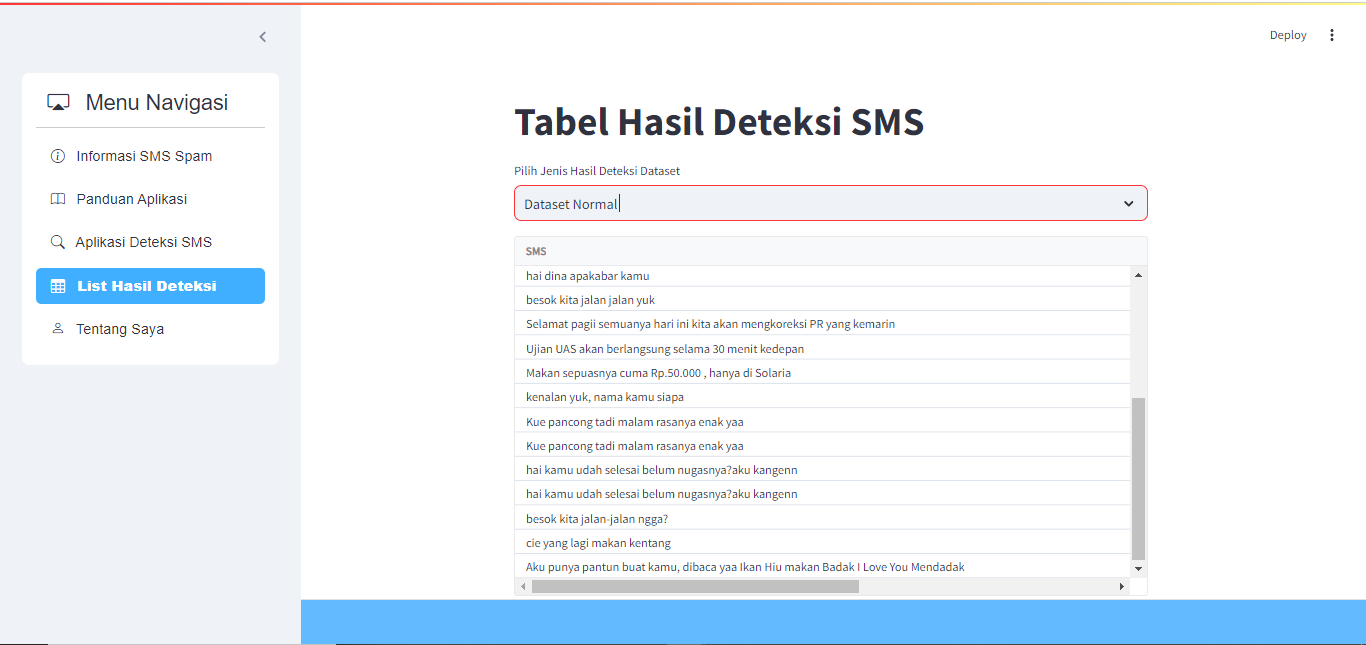 Deploy
Menu Navigasi
Informasi SMS Spam
Panduan Aplikasi
Aplikasi Deteksi SMS
List Hasil Deteksi
Tentang Saya
Tabel Hasil Deteksi SMS
Pilih Jenis Hasil Deteksi Dataset
Dataset Normal
SMS
hai dina apakabar kamu
besok kita jalan jalan yuk
Selamat pagii semuanya hari ini kita akan mengkoreksi PR yang kemarin
Ujian UAS akan berlangsung selama 30 menit kedepan
Makan sepuasnya cuma Rp.50.000 , hanya di Solaria
kenalan yuk, nama kamu siapa
Kue pancong tadi malam rasanya enak yaa
Kue pancong tadi malam rasanya enak yaa
hai kamu udah selesai belum nugasnya?aku kangenn
hai kamu udah selesai belum nugasnya?aku kangenn
besok kita jalan-jalan ngga?
cie yang lagi makan kentang
Aku punya pantun buat kamu, dibaca yaa Ikan Hiu makan Badak I Love You Mendadak